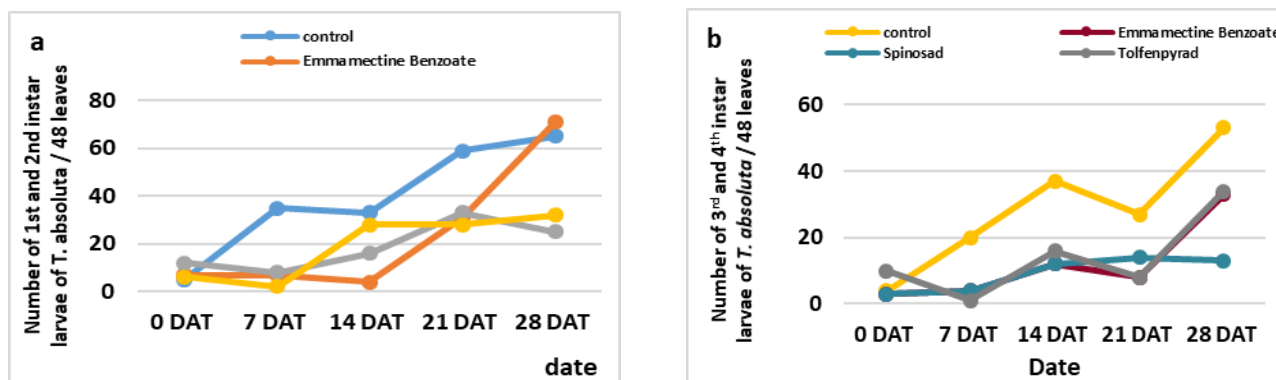 a
control
Emmamectine Benzoate
Number of 1st and 2nd instar
larvae of T. absoluta / 48 leaves
80
60
40
20
0
0 DAT 7 DAT 14 DAT 21 DAT 28 DAT
date
b
control Emmamectine Benzoate
Spinosad Tolfenpyrad
Number of 3rd and 4th instar
larvae of T. absoluta / 48 leaves
60
40
20
0
0 DAT 7 DAT 14 DAT 21 DAT 28 DAT
Date